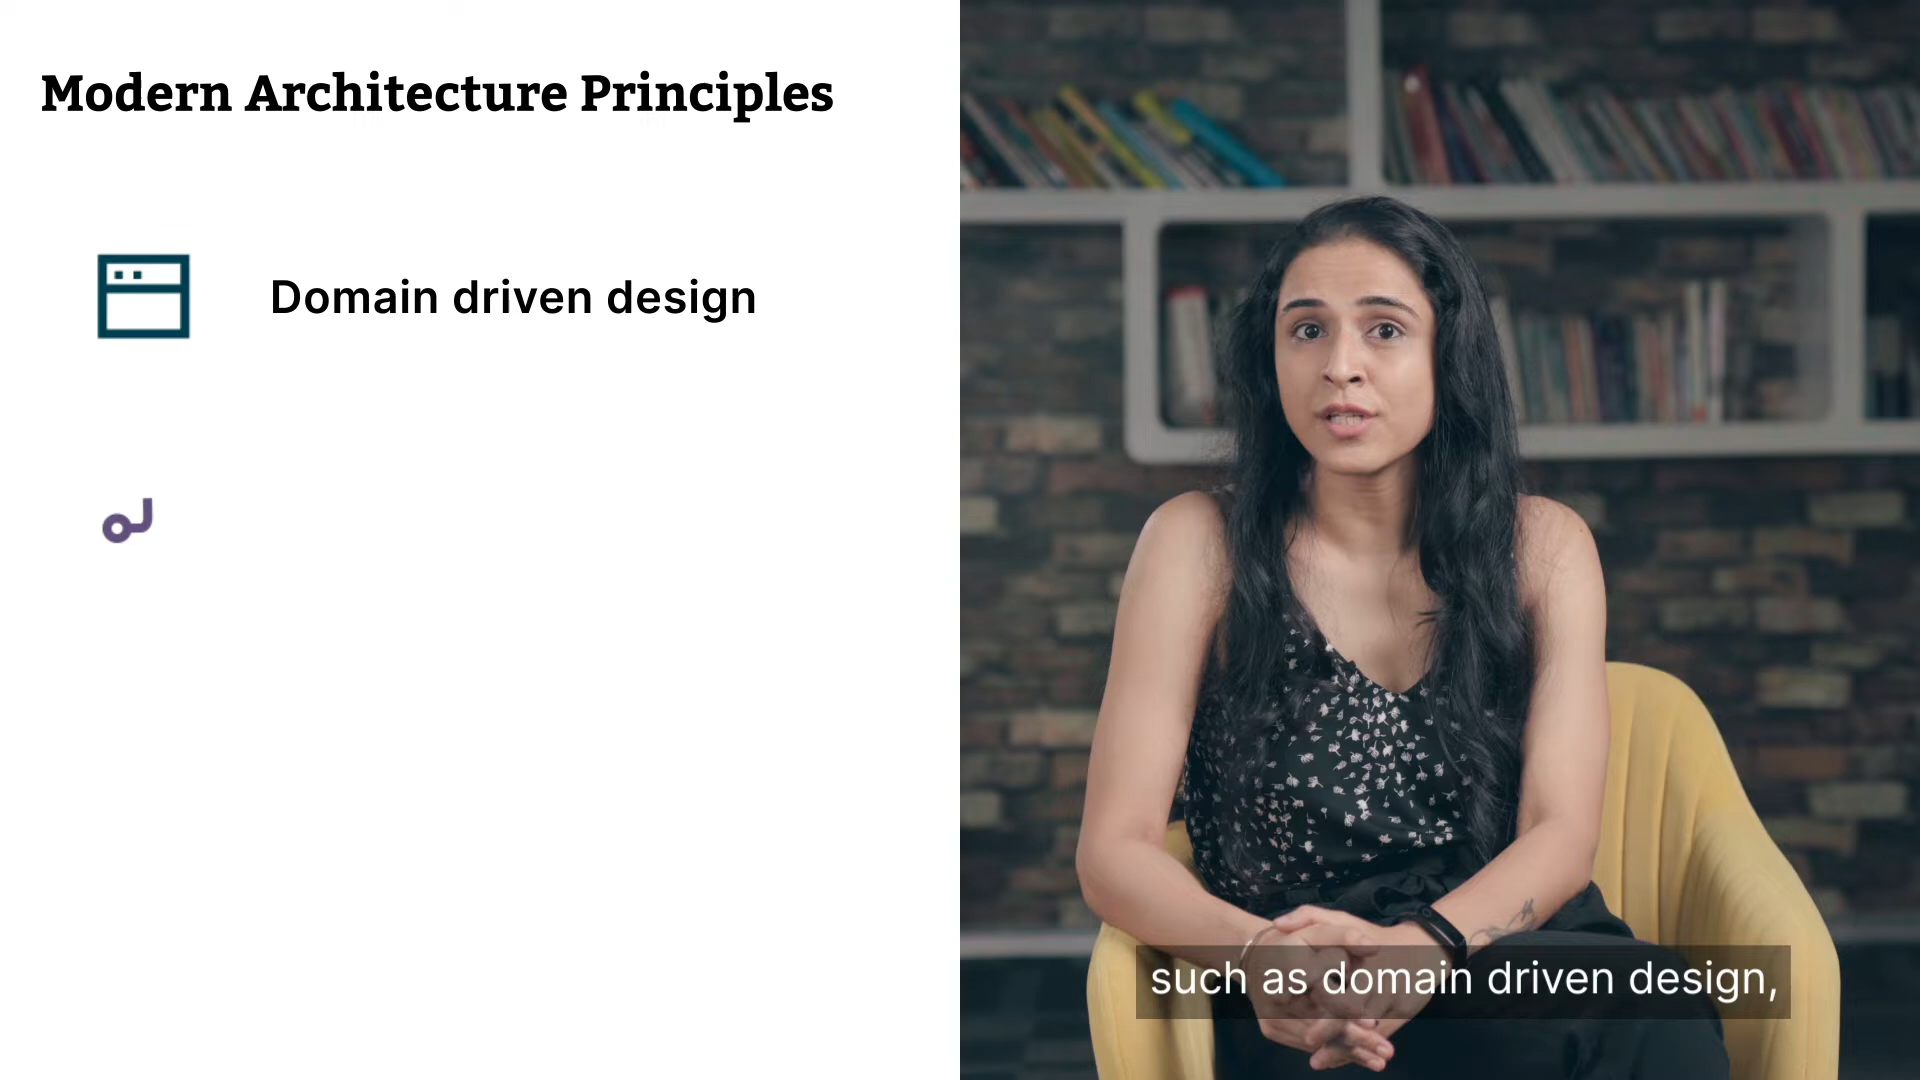 Modern Architecture Principles
Domain driven design
such as domain driven design,